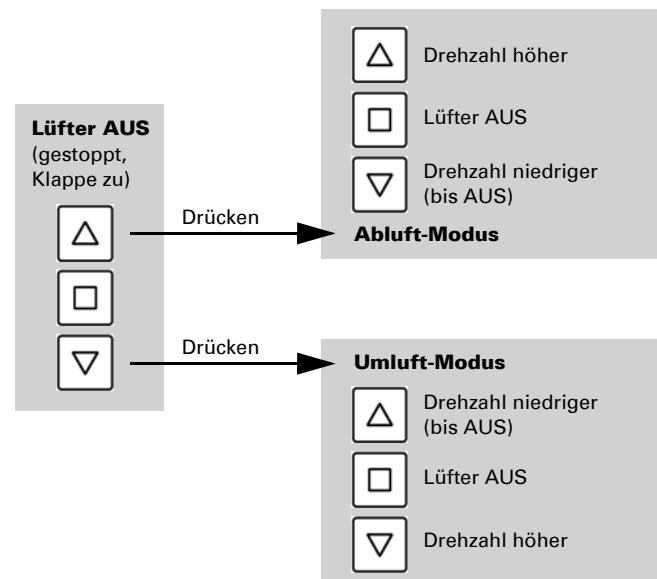 Lüfter AUS
(gestoppt,
Klappe zu)
Drücken
Drehzahl höher
Lüfter AUS
Drehzahl niedriger
(bis AUS)
Abluft-Modus
Drücken
Umluft-Modus
Drehzahl niedriger
(bis AUS)
Lüfter AUS
Drehzahl höher